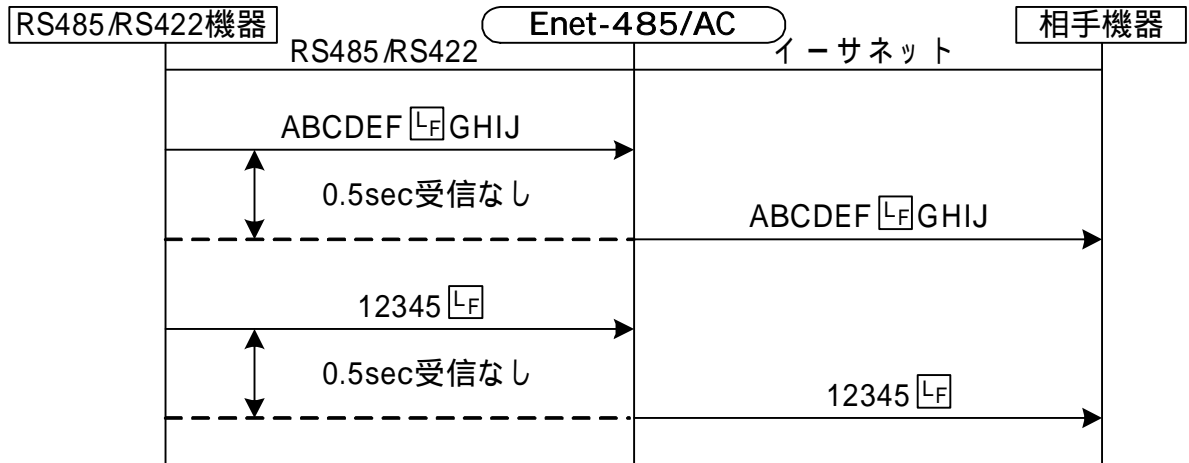 RS485/RS422機器
Enet-485/AC
相手機器
RS485/RS422
イーサネット
ABCDEF LF GHIJ
0.5sec受信なし
ABCDEF LF GHIJ
12345 LF
0.5sec受信なし
12345 LF